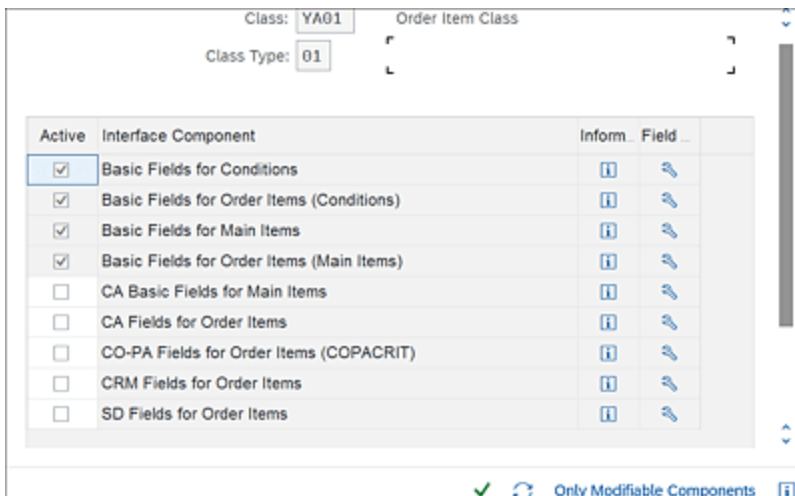 Class: YA01 Order Item Class
Class Type: 01
Active Interface Component Inform... Field ...
Basic Fields for Conditions
Basic Fields for Order Items (Conditions)
Basic Fields for Main Items
Basic Fields for Order Items (Main Items)
CA Basic Fields for Main Items
CA Fields for Order Items
CO-PA Fields for Order Items (COPACRIT)
CRM Fields for Order Items
SD Fields for Order Items
Only Modifiable Components